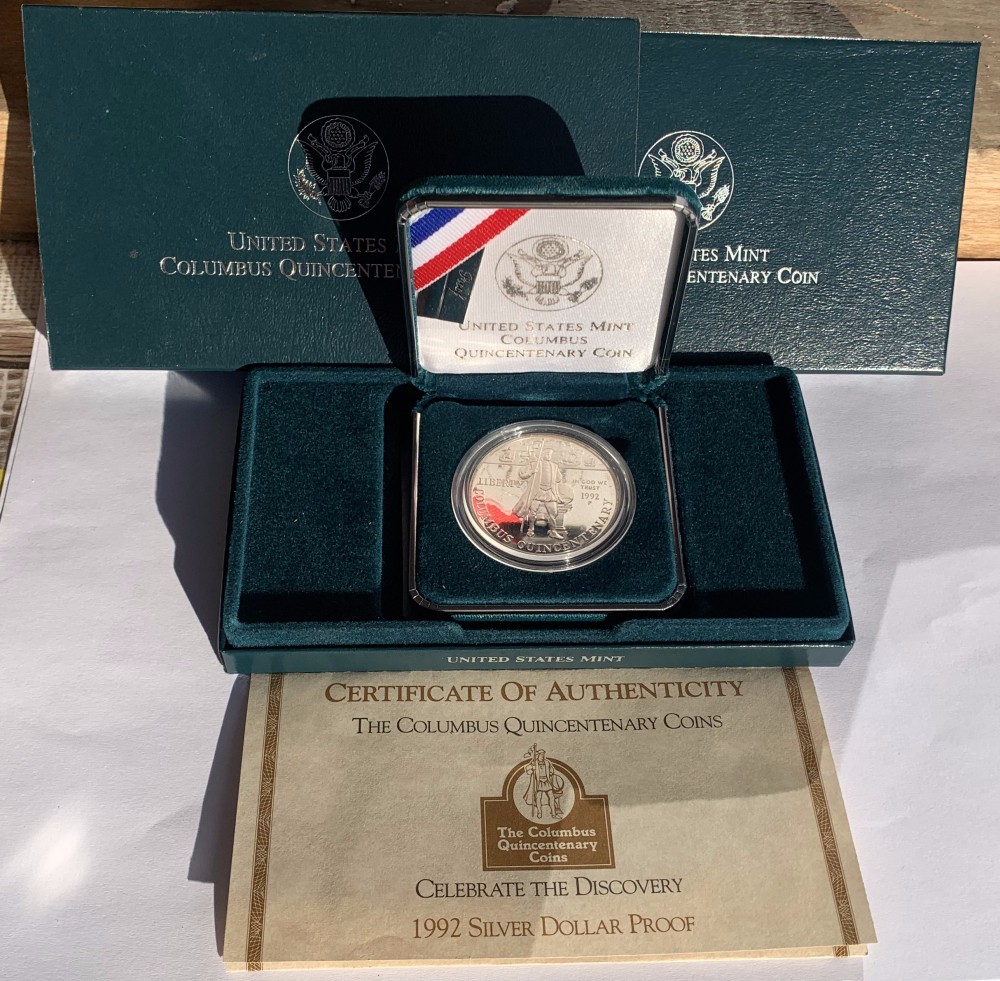 UNITED STATES
COLUMBUS QUINCENTEN
TES MINT
CENTENARY COIN
UNITED STATES MINT
COLUMBUS
QUINCENTENARY COIN
LIBERTY
IN GOD WE
TRUST
1992
P
COLUMBUS QUINCENTENARY
UNITED STATES MINT
CERTIFICATE OF AUTHENTICITY
THE COLUMBUS QUINCENTENARY COINS
The Columbus
Quincentenary
Coins
CELEBRATE THE DISCOVERY
1992 SILVER DOLLAR PROOF